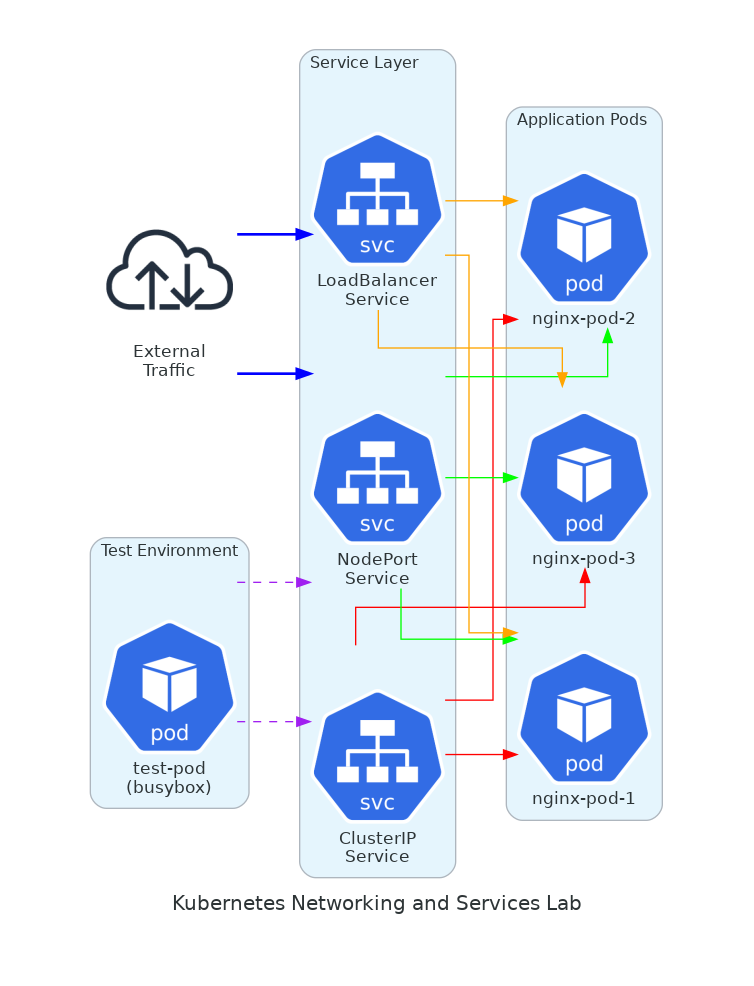 Service Layer
Application Pods
svc
LoadBalancer
Service
pod
nginx-pod-2
External
Traffic
svc
NodePort
Service
pod
nginx-pod-3
Test Environment
pod
test-pod
(busybox)
svc
ClusterIP
Service
pod
nginx-pod-1
Kubernetes Networking and Services Lab